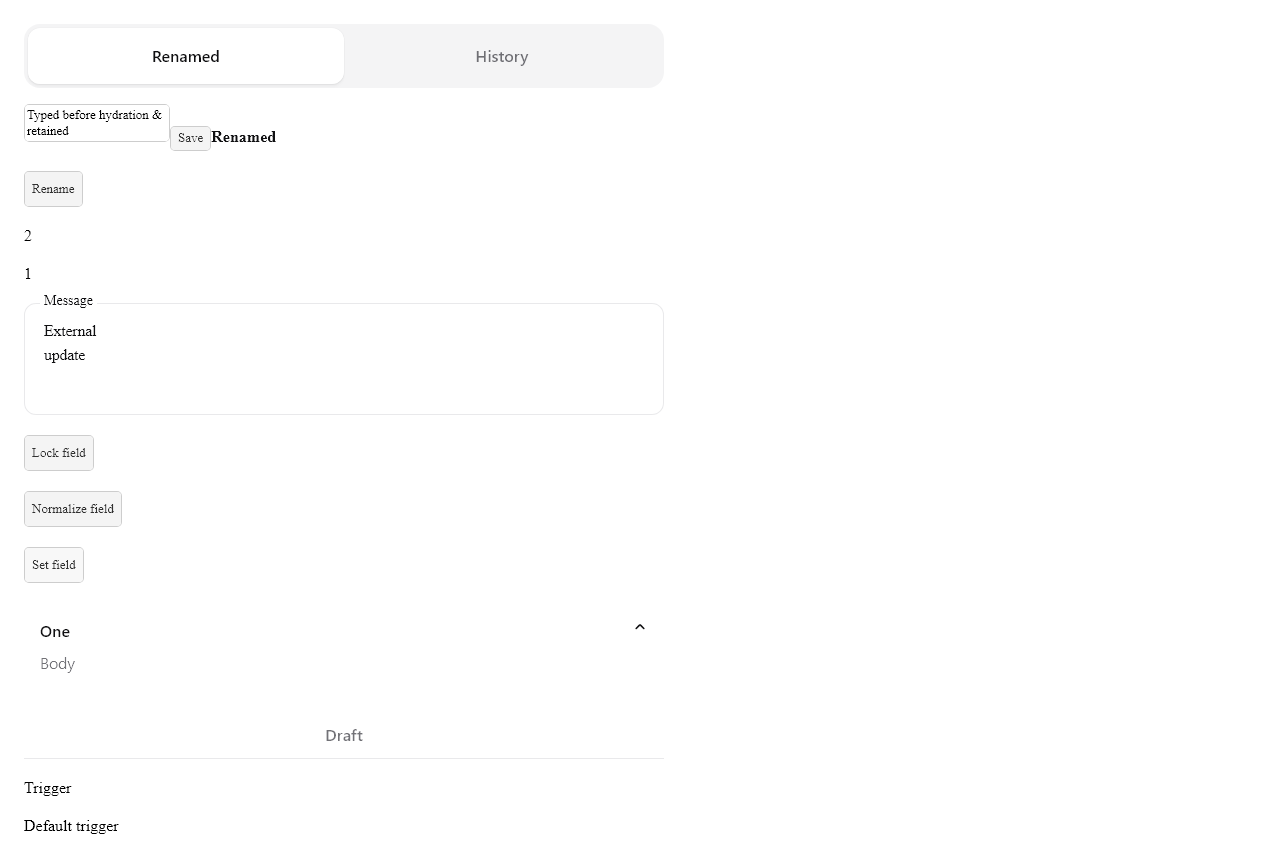 Renamed
History
Typed before hydration &
retained
Save
Renamed
Rename
2
1
Message
External
update
Lock field
Normalize field
Set field
One
Body
Draft
Trigger
Default trigger